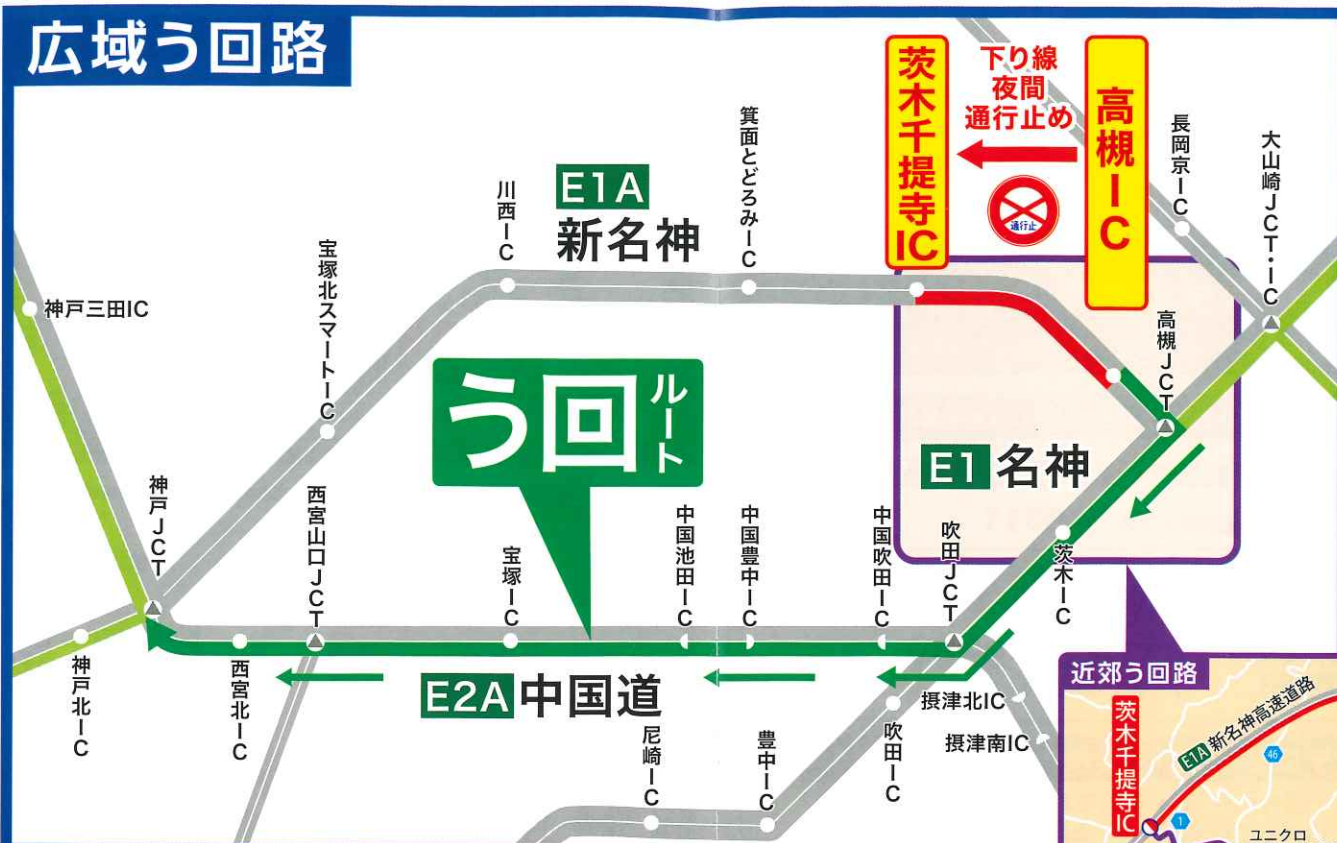 広域う回路
茨木千提寺IC
下り線
夜間
通行止め
高槻IC
通行止
長岡京IC
大山崎JCT・IC
箕面とどろみIC
川西IC
E1A
新名神
宝塚北スマートIC
神戸三田IC
高槻JCT
う回ルート
E1 名神
神戸JCT
西宮山口JCT
宝塚IC
中国池田IC
中国豊中IC
中国吹田IC
吹田JCT
茨木IC
神戸北IC
西宮北IC
E2A 中国道
尼崎IC
豊中IC
吹田IC
摂津北IC
摂津南IC
近郊う回路
茨木千提寺IC
E1A 新名神高速道路
46
1
ユニクロ